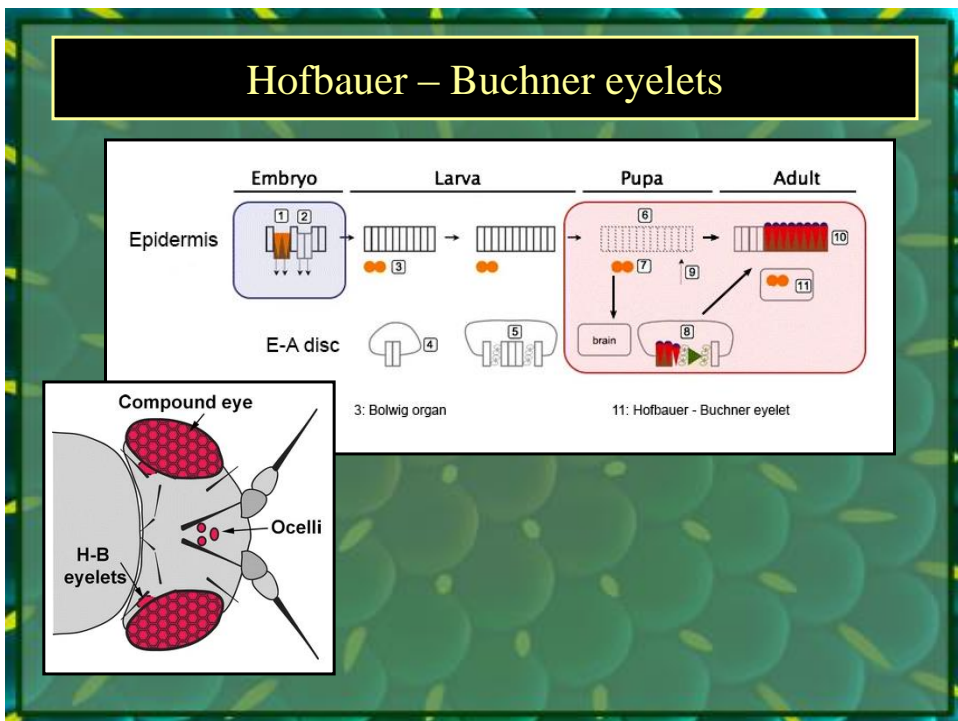 Hofbauer – Buchner eyelets
Embryo Larva Pupa Adult
1 2 6
Epidermis 10
3 7 9 11
E-A disc 4 5 brain 8
3: Bolwig organ 11: Hofbauer - Buchner eyelet
Compound eye
Ocelli
H-B
eyelets